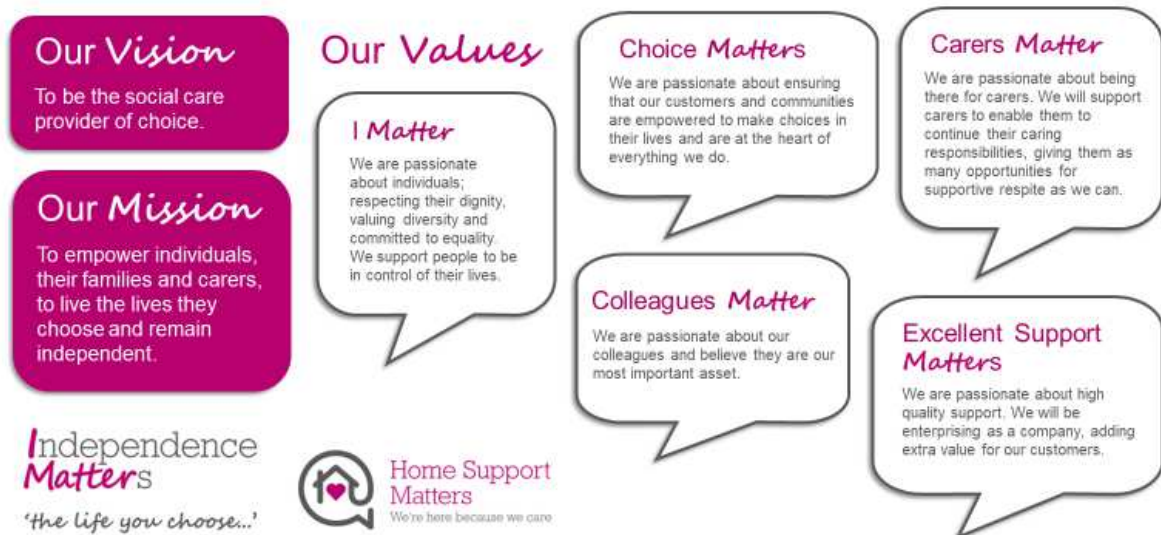 Our Vision
To be the social care
provider of choice.
Our Mission
To empower individuals,
their families and carers,
to live the lives they
choose and remain
independent.
Independence
Matters
'the life you choose...'
Our Values
I Matter
We are passionate
about individuals;
respecting their dignity,
valuing diversity and
committed to equality.
We support people to be
in control of their lives.
Home Support
Matters
We're here because we care
Choice Matters
We are passionate about ensuring
that our customers and communities
are empowered to make choices in
their lives and are at the heart of
everything we do.
Colleagues Matter
We are passionate about our
colleagues and believe they are our
most important asset.
Carers Matter
We are passionate about being
there for carers. We will support
carers to enable them to
continue their caring
responsibilities, giving them as
many opportunities for
supportive respite as we can.
Excellent Support
Matters
We are passionate about high
quality support. We will be
enterprising as a company, adding
extra value for our customers.